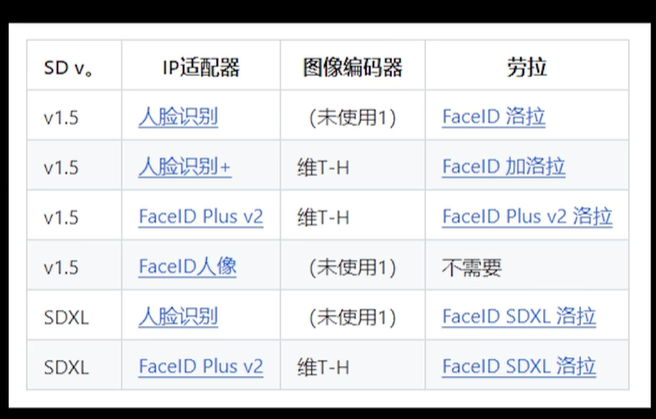 SD v。 IP适配器 图像编码器 劳拉
v1.5 人脸识别 (未使用1) FaceID 洛拉
v1.5 人脸识别+ 维T-H FaceID 加洛拉
v1.5 FaceID Plus v2 维T-H FaceID Plus v2 洛拉
v1.5 FaceID人像 (未使用1) 不需要
SDXL 人脸识别 (未使用1) FaceID SDXL 洛拉
SDXL FaceID Plus v2 维T-H FaceID SDXL 洛拉